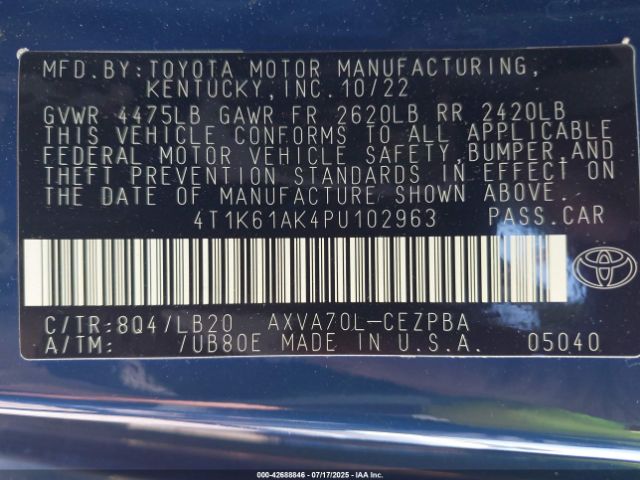 MFD.BY:TOYOTA MOTOR MANUFACTURING,
KENTUCKY,INC.10/22
GVWR 4475LB GAWR FR 2620LB RR 2420LB
THIS VEHICLE CONFORMS TO ALL APPLICABLE
FEDERAL MOTOR VEHICLE SAFETY,BUMPER,AND
THEFT PREVENTION STANDARDS IN EFFECT ON
THE DATE OF MANUFACTURE SHOWN ABOVE.
4T1K61AK4PU102963 PASS.CAR
C/TR:8Q4/LB20 AXVA70L-CEZPBA
A/TM: /UB80E MADE IN U.S.A. 05040
000-42688846 - 07/17/2025 - IAA Inc.